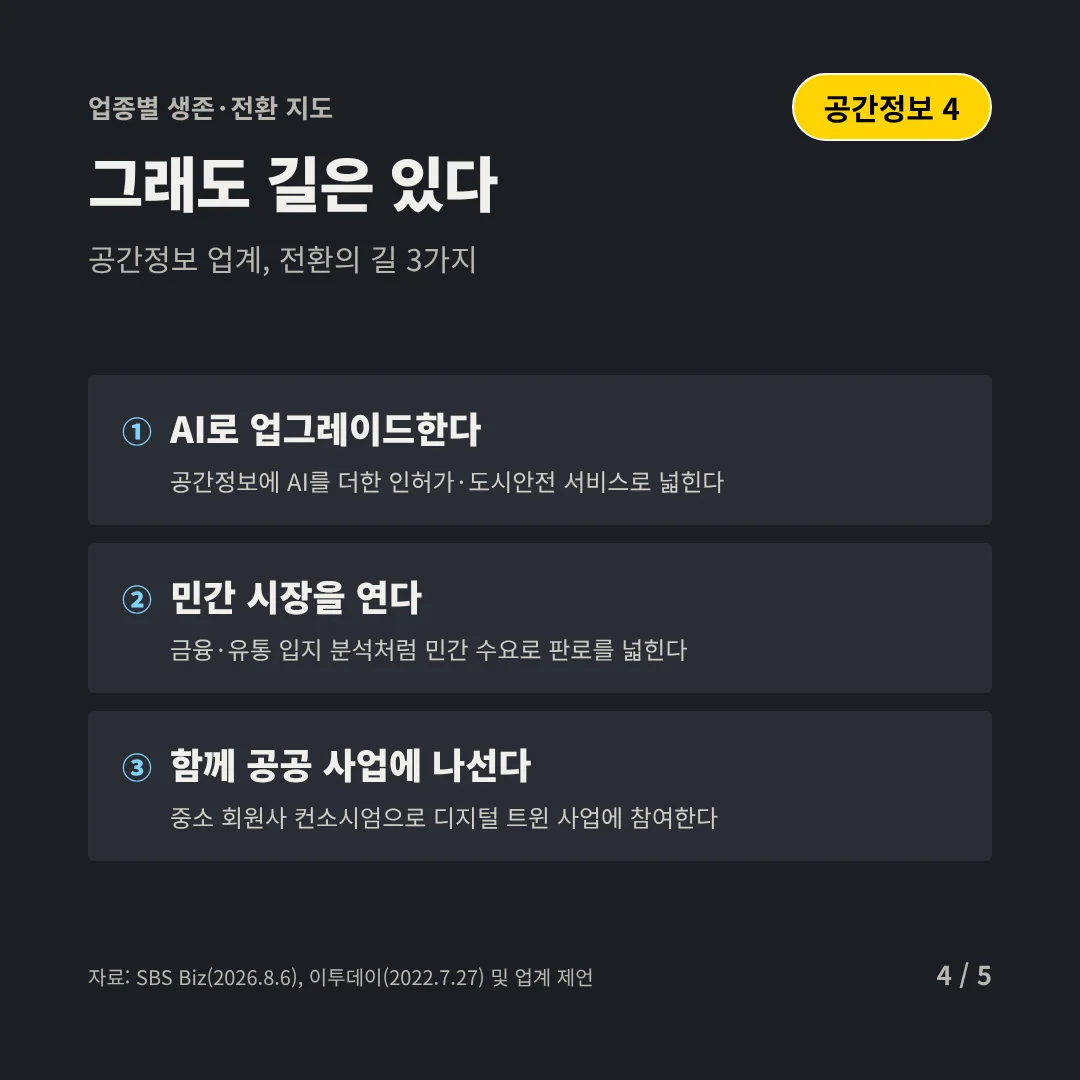 업종별 생존·전환 지도
공간정보 4
그래도 길은 있다
공간정보 업계, 전환의 길 3가지
① AI로 업그레이드한다
공간정보에 AI를 더한 인허가·도시안전 서비스로 넓힌다
② 민간 시장을 연다
금융·유통 입지 분석처럼 민간 수요로 판로를 넓힌다
③ 함께 공공 사업에 나선다
중소 회원사 컨소시엄으로 디지털 트윈 사업에 참여한다
자료: SBS Biz(2026.8.6), 이투데이(2022.7.27) 및 업계 제언
4 / 5